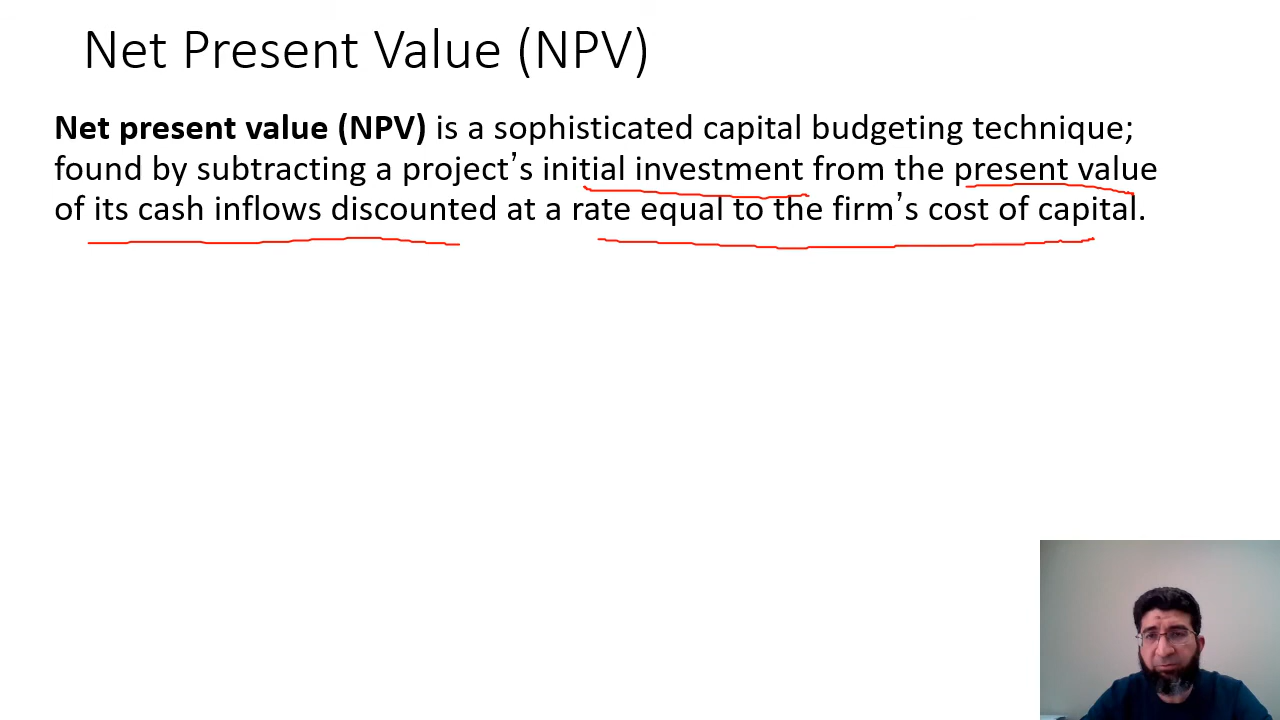 Net Present Value (NPV)
Net present value (NPV) is a sophisticated capital budgeting technique;
found by subtracting a project’s initial investment from the present value
of its cash inflows discounted at a rate equal to the firm’s cost of capital.